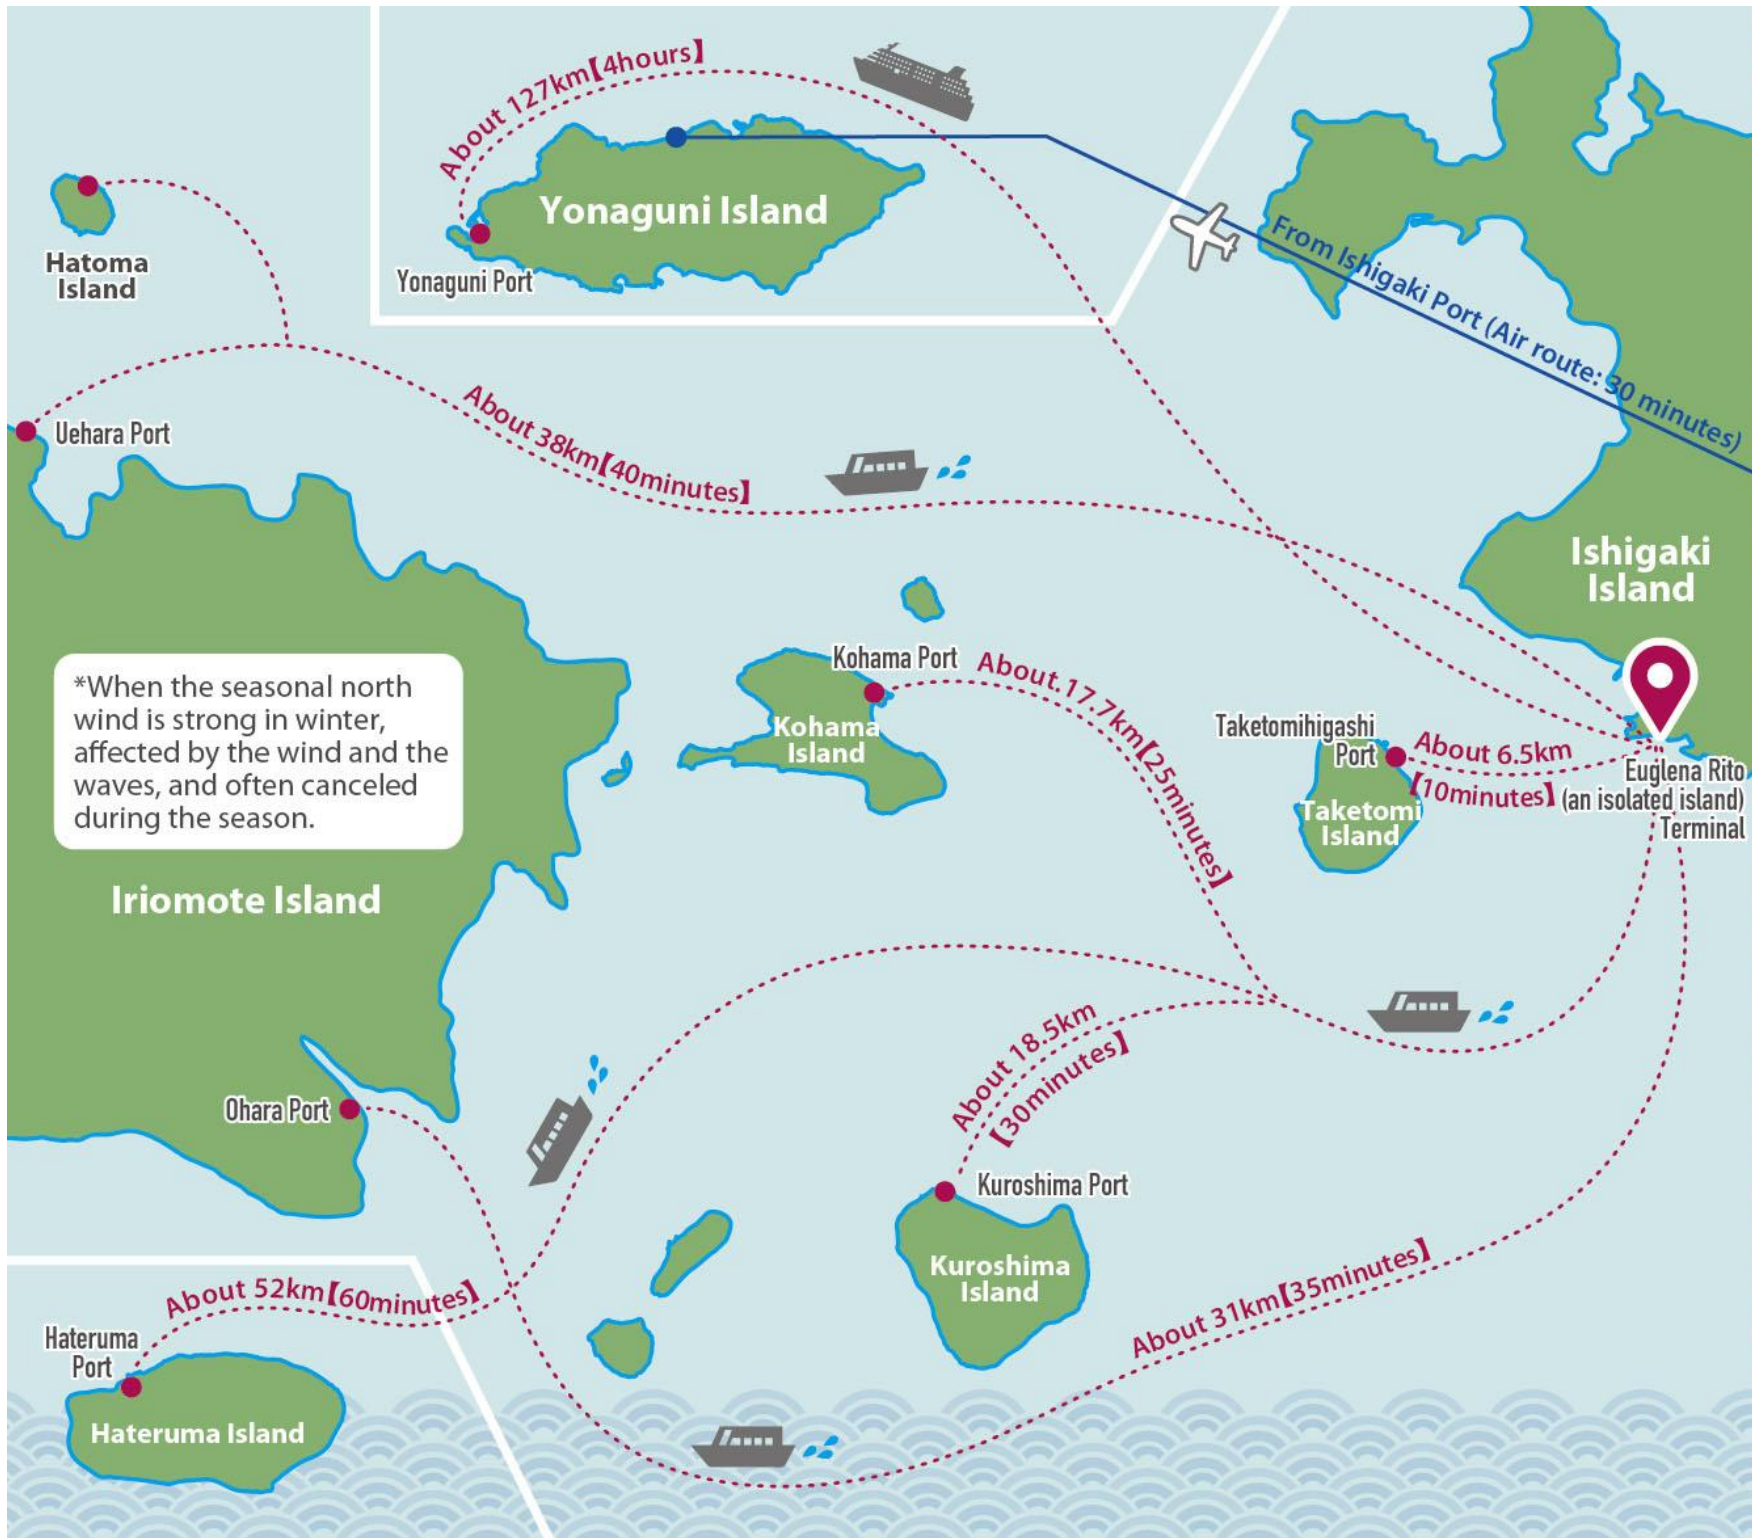 About 127km【4hours】
Yonaguni Island
Yonaguni Port
Hatoma
Island
From Ishigaki Port (Air route: 30 minutes)
Uehara Port
About 38km【40minutes】
Ishigaki
Island
*When the seasonal north
wind is strong in winter,
affected by the wind and the
waves, and often canceled
during the season.
Iriomote Island
Kohama Port
About.17.7km【25minutes】
Kohama
Island
Taketomihigashi
Port
About 6.5km
【10minutes】
Taketomi
Island
Euglena Rito
(an isolated island)
Terminal
About 18.5km
【30minutes】
Ohara Port
Kuroshima Port
Kuroshima
Island
About 31km【35minutes】
About 52km【60minutes】
Hateruma
Port
Hateruma Island